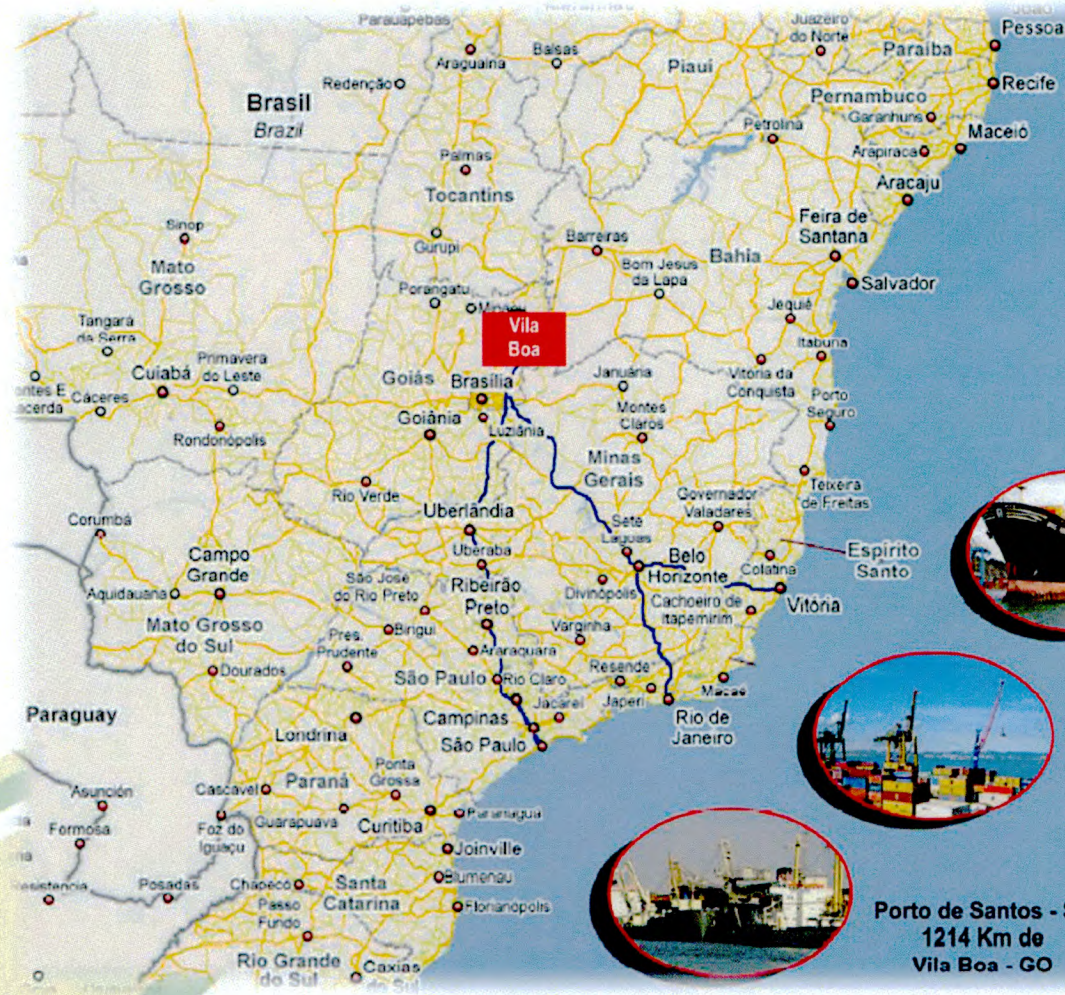 Parauapebas
João
Pessoa
Juazeiro
do Norte
Paraíba
Araguaina
Balsas
Piauí
Redenção
Recife
Brasil
Brazil
Pernambuco
Garanhuns
Petrolina
Maceió
Arapiraca
Palmas
Tocantins
Aracaju
Sinop
Gurupi
Barreiras
Bahia
Feira de
Santana
Mato
Grosso
Bom Jesus
da Lapa
Salvador
Porangatu
Minaçu
Jequié
Vila
Boa
Tangará
da Serra
Itabuna
Primavera
do Leste
Cuiabá
Goiás
Brasília
Januária
Vitória da
Conquista
Cáceres
Goiânia
Luziânia
Montes
Claros
Porto
Seguro
Rondonópolis
Minas
Gerais
Rio Verde
Teixeira
de Freitas
Governador
Valadares
Corumbá
Uberlândia
Sete
Lagoas
Espírito
Santo
Campo
Grande
Uberaba
Belo
Horizonte
Colatina
São José
do Rio Preto
Ribeirão
Preto
Aquidauana
Divinópolis
Cachoeiro de
Itapemirim
Vitória
Mato Grosso
do Sul
Birigui
Varginha
Pres.
Prudente
Araraquara
Resende
Dourados
São Paulo
Rio Claro
Macaé
Jacareí
Japeri
Paraguay
Campinas
Rio de
Janeiro
Londrina
São Paulo
Paraná
Ponta
Grossa
Cascavel
Asunción
Guarapuava
Curitiba
Paranaguá
Foz do
Iguaçu
Formosa
Joinville
Blumenau
Posadas
Chapecó
Santa
Catarina
Passo
Fundo
Florianópolis
Rio Grande
do Sul
Caxias
do Sul
Porto de Santos -
1214 Km de
Vila Boa - GO